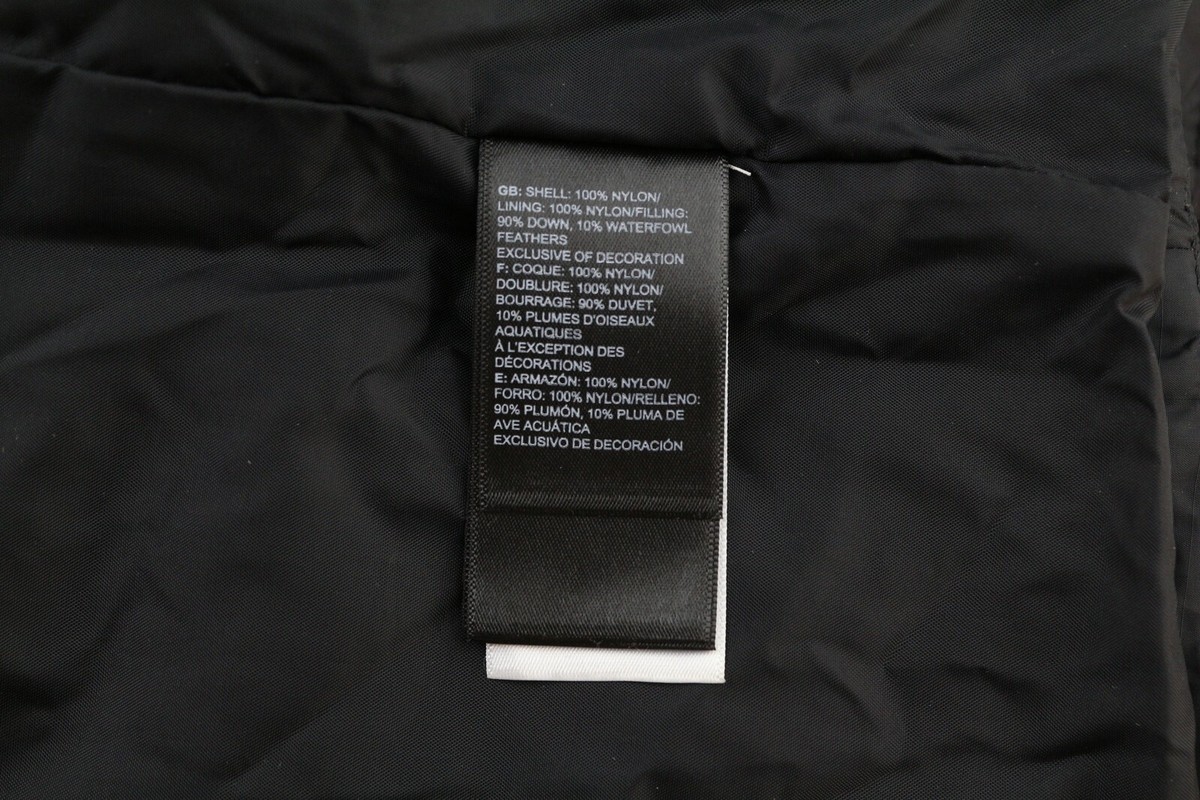 GB: SHELL: 100% NYLON/
LINING: 100% NYLON/FILLING:
90% DOWN, 10% WATERFOWL
FEATHERS
EXCLUSIVE OF DECORATION
F: COQUE: 100% NYLON/
DOUBLURE: 100% NYLON/
BOURRAGE: 90% DUVET,
10% PLUMES D'OISEAUX
AQUATIQUES
À L'EXCEPTION DES
DÉCORATIONS
E: ARMAZÓN: 100% NYLON/
FORRO: 100% NYLON/RELLENO:
90% PLUMÓN, 10% PLUMA DE
AVE ACUÁTICA
EXCLUSIVO DE DECORACIÓN